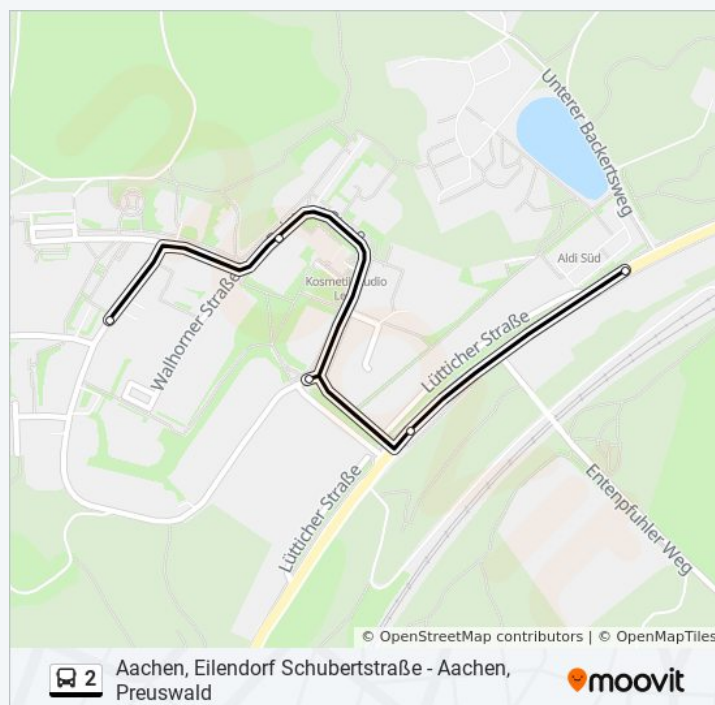 Unterer Backertsweg
Aldi Süd
Kosmetikstudio
Lütticher Straße
Walhorner Straße
Lütticher Straße
Entenpfuhler Weg
© OpenStreetMap contributors | © OpenMapTiles
2
Aachen, Eilendorf Schubertstraße - Aachen,
Preuswald
moovit